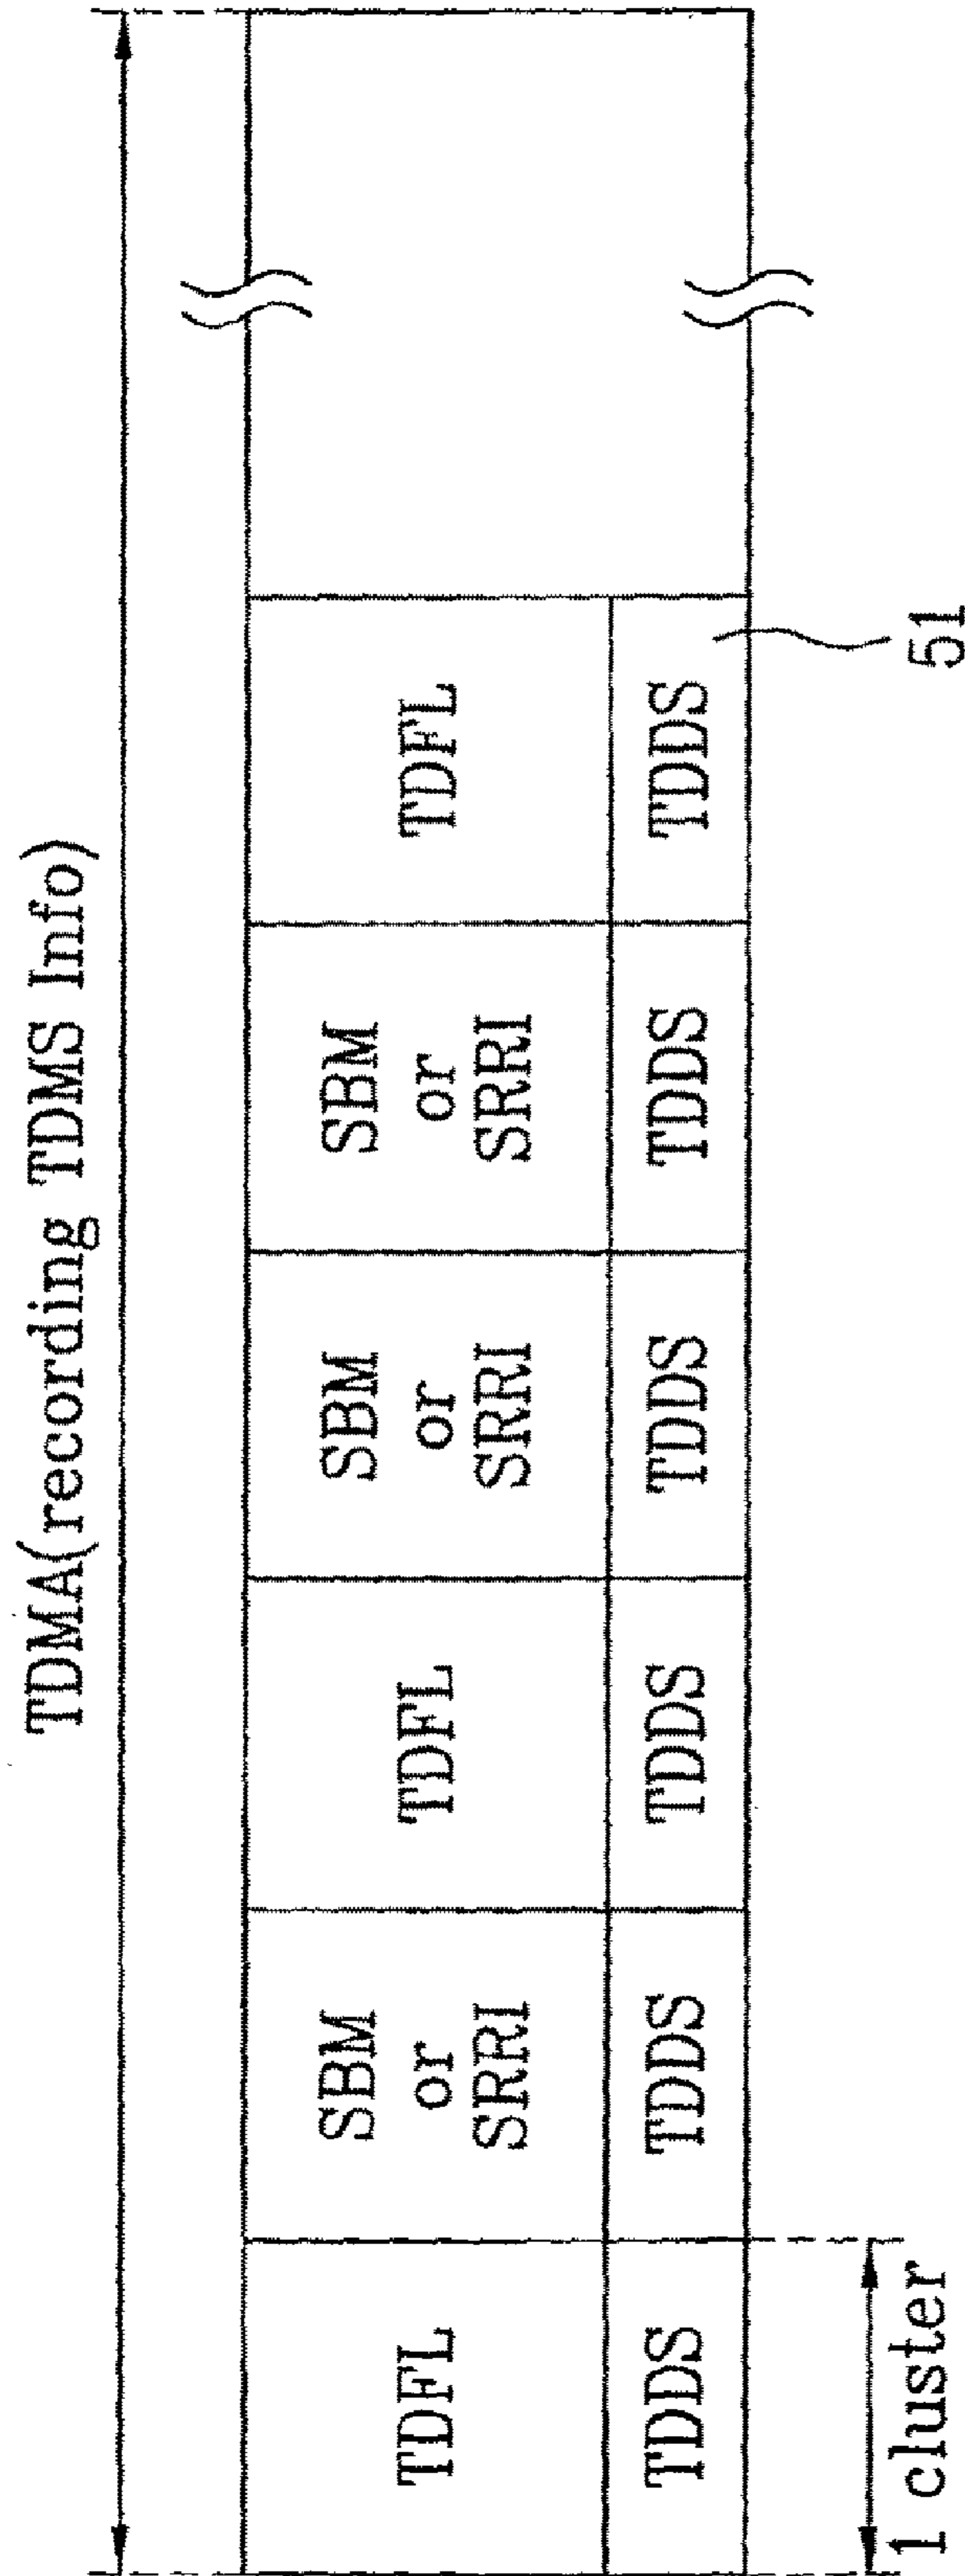 TDMA(recording TDMS Info)
TDFL
SBM
or
SRRI
TDFL
SBM
or
SRRI
SBM
or
SRRI
TDFL
TDDS
TDDS
TDDS
TDDS
TDDS
TDDS
1 cluster
51